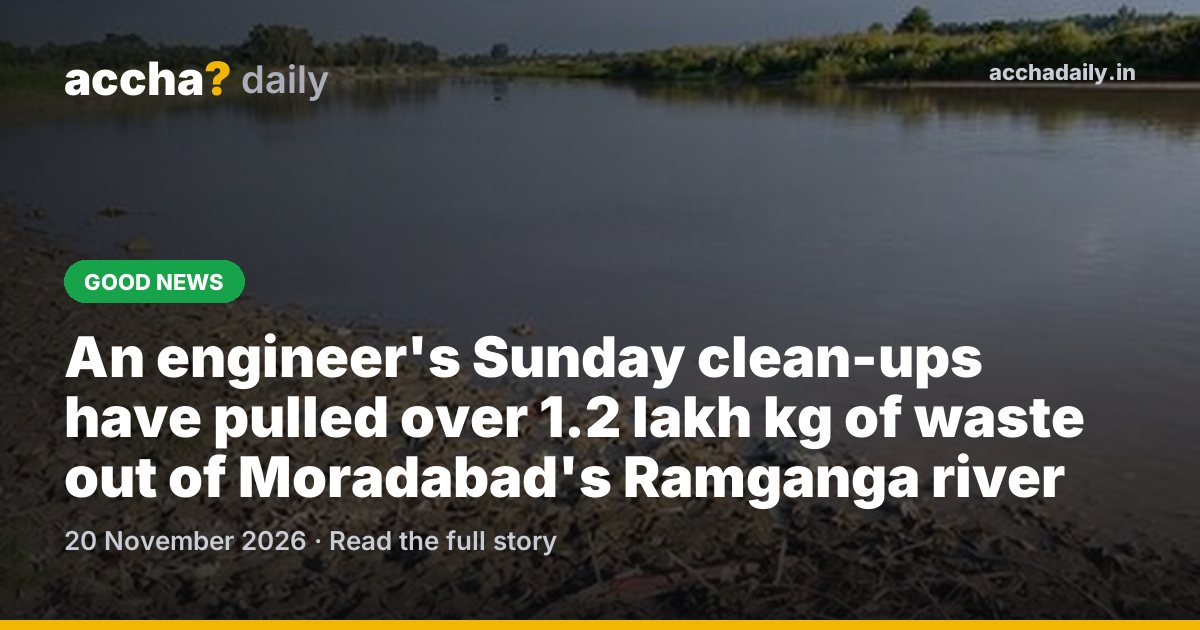 accha? daily
acchadaily.in
GOOD NEWS
An engineer's Sunday clean-ups
have pulled over 1.2 lakh kg of waste
out of Moradabad's Ramganga river
20 November 2026 · Read the full story